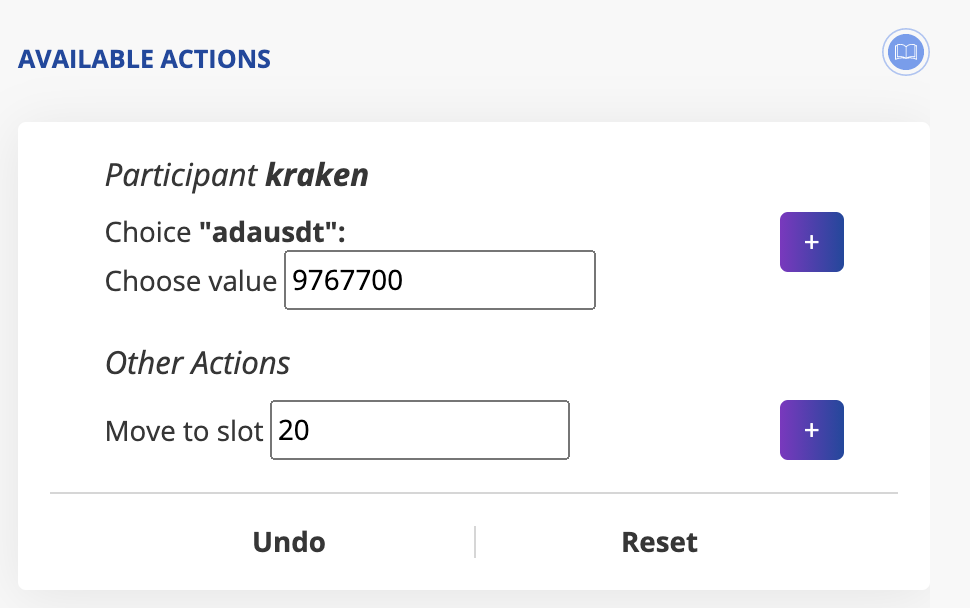 AVAILABLE ACTIONS
Participant kraken
Choice "adausdt":
+
Choose value 9767700
Other Actions
Move to slot 20
+
Undo
Reset